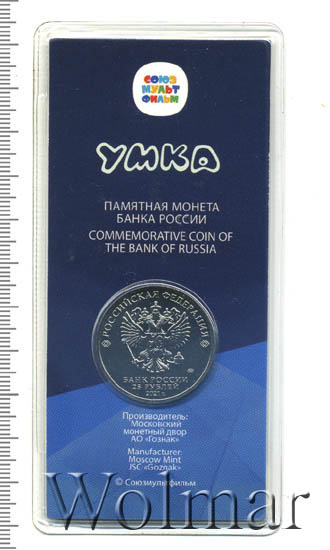 СОЮЗ
МУЛЬТ
ФИЛЬМ
УМКА
ПАМЯТНАЯ МОНЕТА
БАНКА РОССИИ
COMMEMORATIVE COIN OF
THE BANK OF RUSSIA
РОССИЙСКАЯ ФЕДЕРАЦИЯ
БАНК РОССИИ
25 РУБЛЕЙ
2021 г.
Производитель:
Московский
монетный двор
АО «Гознак»
Manufacturer:
Moscow Mint
JSC «Goznak»
© Союзмультфильм
Wolmar